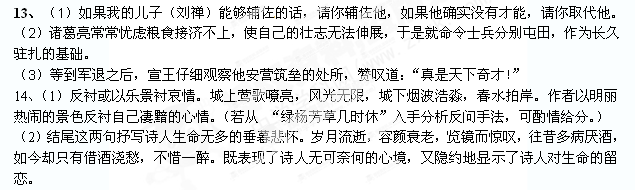 13、（1）如果我的儿子（刘禅）能够辅佐的话，请你辅佐他，如果他确实没有才能，请你取代他。
（2）诸葛亮常常忧虑粮食接济不上，使自己的壮志无法伸展，于是就命令士兵分别屯田，作为长久
驻扎的基础。
（3）等到军退之后，宣王仔细观察他安营筑垒的处所，赞叹道：“真是天下奇才！”
14、（1）反衬或以乐景衬哀情。城上莺歌嘹亮，风光无限，城下烟波浩淼，春水拍岸。作者以明丽
热闹的景色反衬自己凄黯的心情。（若从 “绿杨芳草几时休”入手分析反问手法，可酌情给分。）
（2）结尾这两句抒写诗人生命无多的垂暮悲怀。岁月流逝，容颜衰老，览镜而惊叹，往昔多病厌酒，
如今却只有借酒浇愁，不惜一醉。既表现了诗人无可奈何的心境，又隐约地显示了诗人对生命的留
恋。